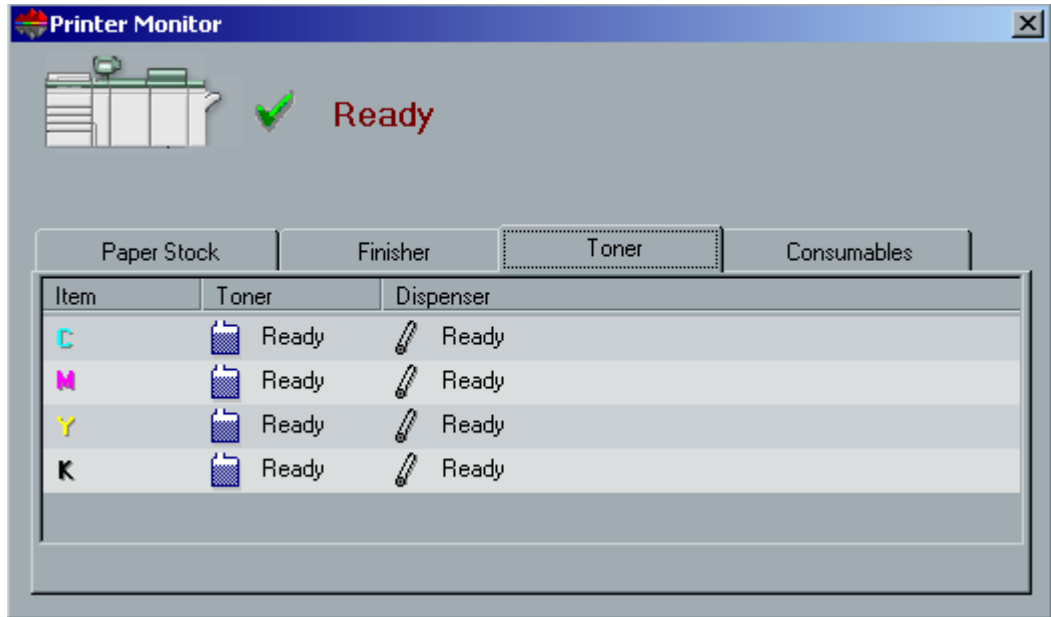 Printer Monitor
Ready
Paper Stock Finisher Toner Consumables
Item Toner Dispenser
C Ready Ready
M Ready Ready
Y Ready Ready
K Ready Ready